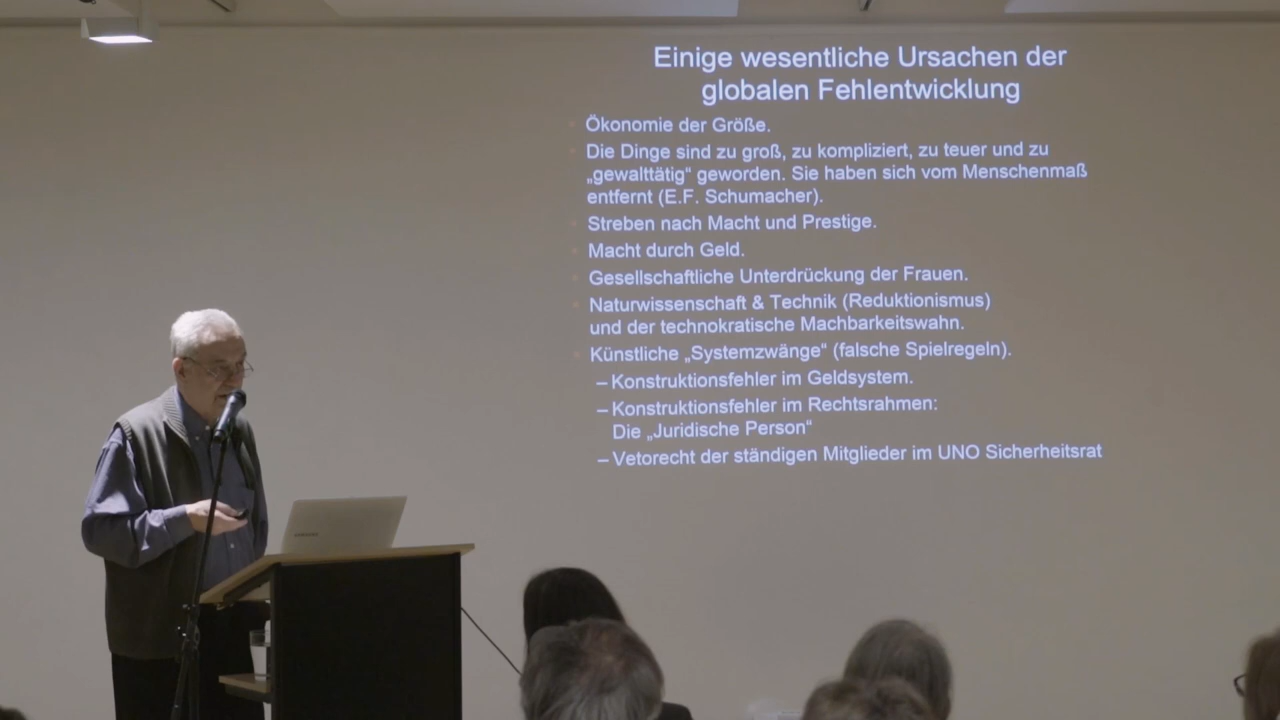 Einige wesentliche Ursachen der
globalen Fehlentwicklung
Ökonomie der Größe.
Die Dinge sind zu groß, zu kompliziert, zu teuer und zu
„gewalttätig“ geworden. Sie haben sich vom Menschenmaß
entfernt (E.F. Schumacher).
Streben nach Macht und Prestige.
Macht durch Geld.
Gesellschaftliche Unterdrückung der Frauen.
Naturwissenschaft & Technik (Reduktionismus)
und der technokratische Machbarkeitswahn.
Künstliche „Systemzwänge“ (falsche Spielregeln).
– Konstruktionsfehler im Geldsystem.
– Konstruktionsfehler im Rechtsrahmen:
Die „Juridische Person“
– Vetorecht der ständigen Mitglieder im UNO Sicherheitsrat